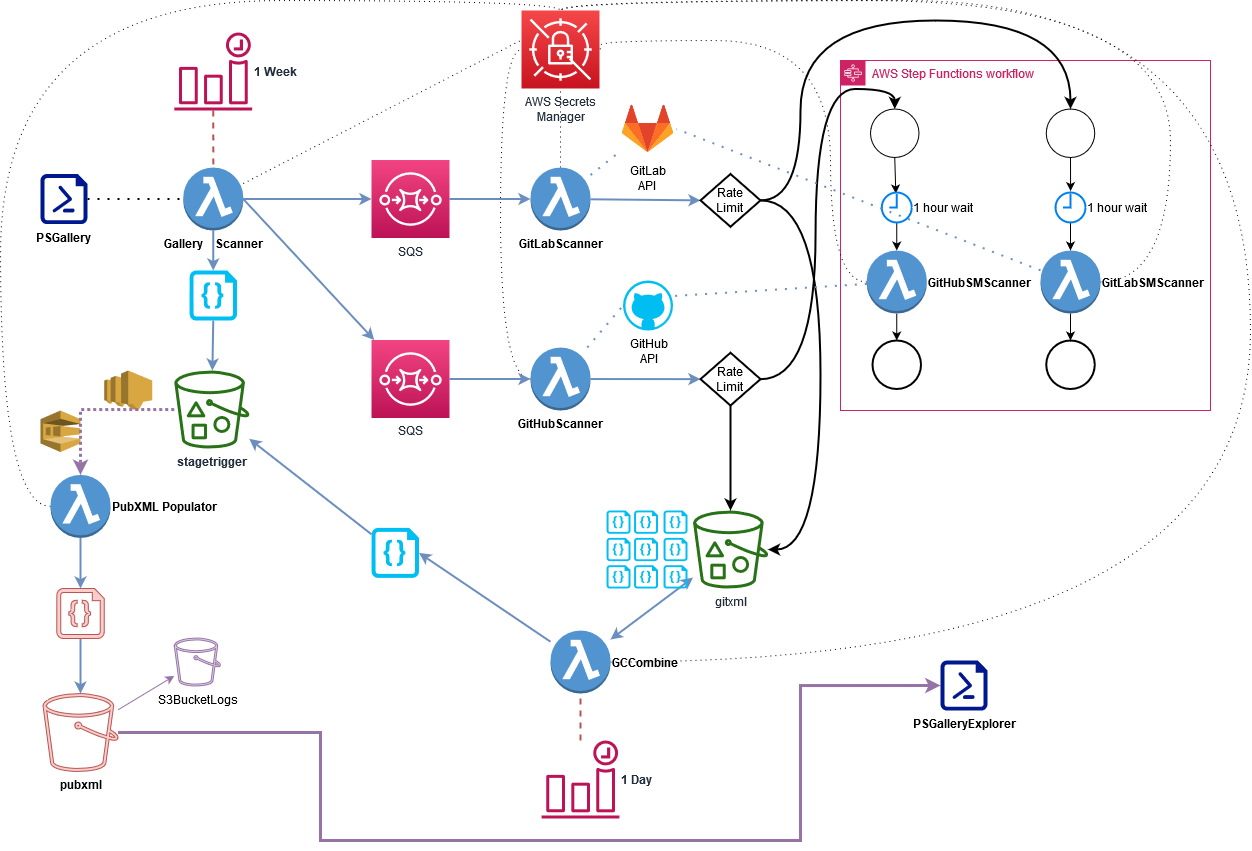 1 Week
AWS Secrets
Manager
AWS Step Functions workflow
GitLab
API
PSGallery
Gallery Scanner
SQS
GitLabScanner
Rate
Limit
1 hour wait
1 hour wait
{}
GitHubSMScanner
GitLabSMScanner
GitHub
API
SQS
GitHubScanner
Rate
Limit
stagetrigger
PubXML Populator
{}
{} {} {}
{} {} {}
{} {} {}
gitxml
{}
GCCombine
S3BucketLogs
pubxml
PSGalleryExplorer
1 Day